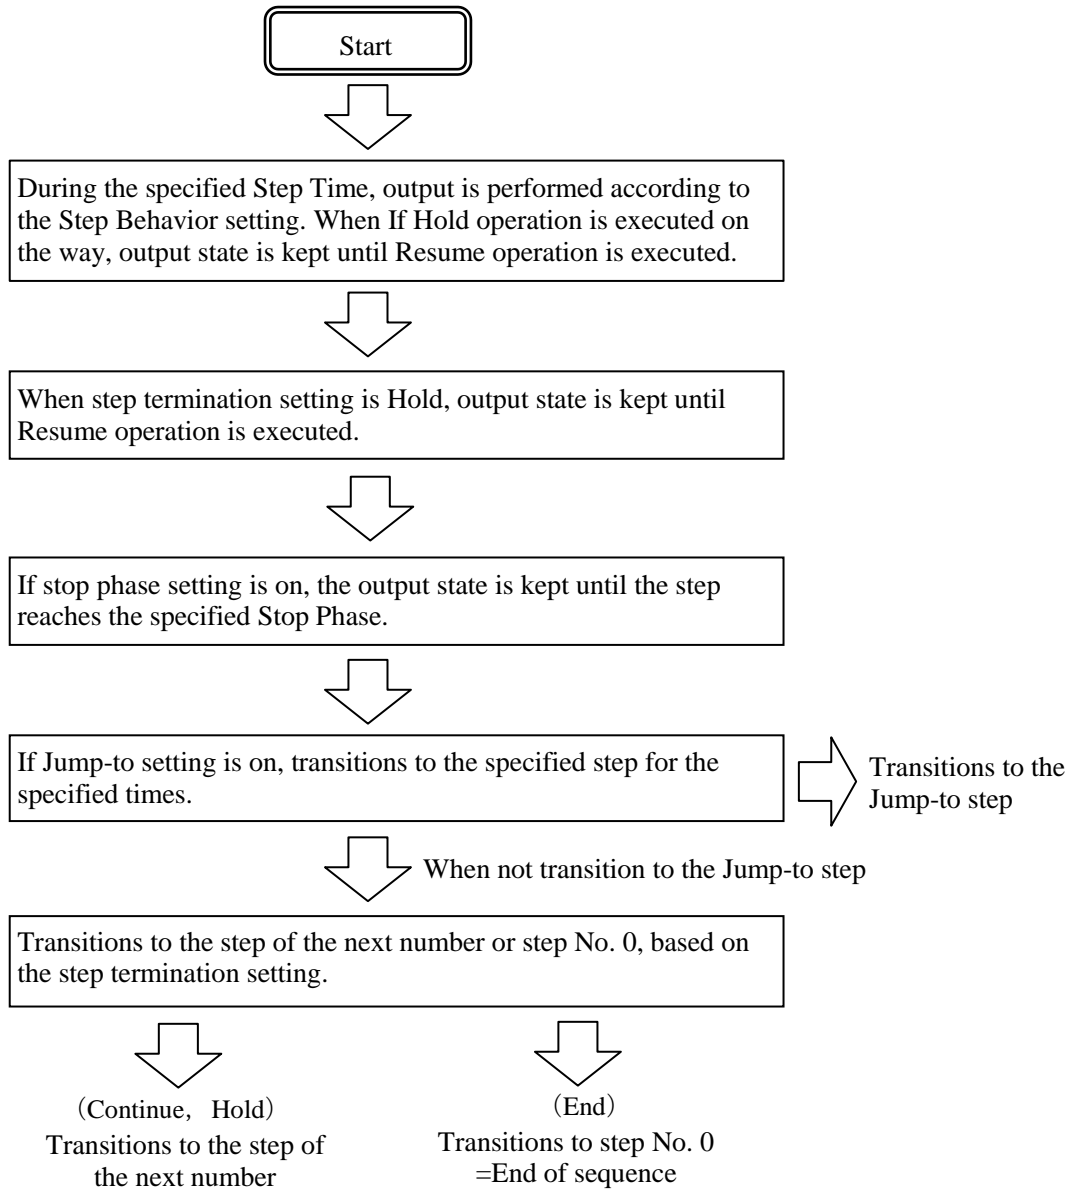 Start
During the specified Step Time, output is performed according to
the Step Behavior setting. When If Hold operation is executed on
the way, output state is kept until Resume operation is executed.
When step termination setting is Hold, output state is kept until
Resume operation is executed.
If stop phase setting is on, the output state is kept until the step
reaches the specified Stop Phase.
If Jump-to setting is on, transitions to the specified step for the
specified times.
Transitions to the
Jump-to step
When not transition to the Jump-to step
Transitions to the step of the next number or step No. 0, based on
the step termination setting.
（Continue, Hold）
Transitions to the step of
the next number
（End）
Transitions to step No. 0
=End of sequence